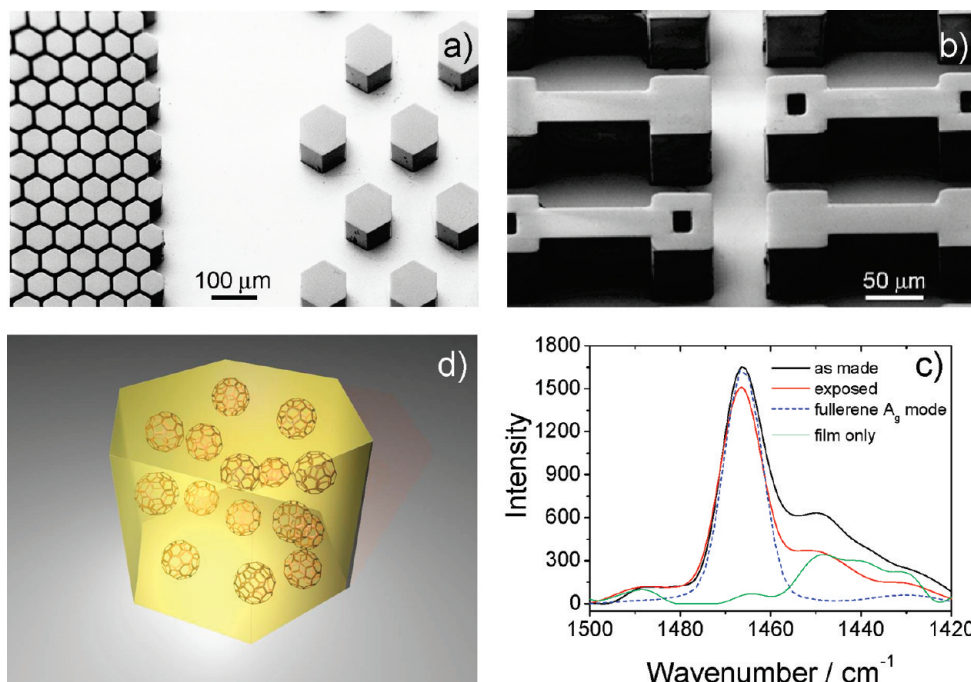 a)
100 μm
b)
50 μm
d)
c)
as made
exposed
fullerene Ag mode
film only
Intensity
1800
1500
1200
900
600
300
0
1500 1480 1460 1440 1420
Wavenumber / cm⁻¹